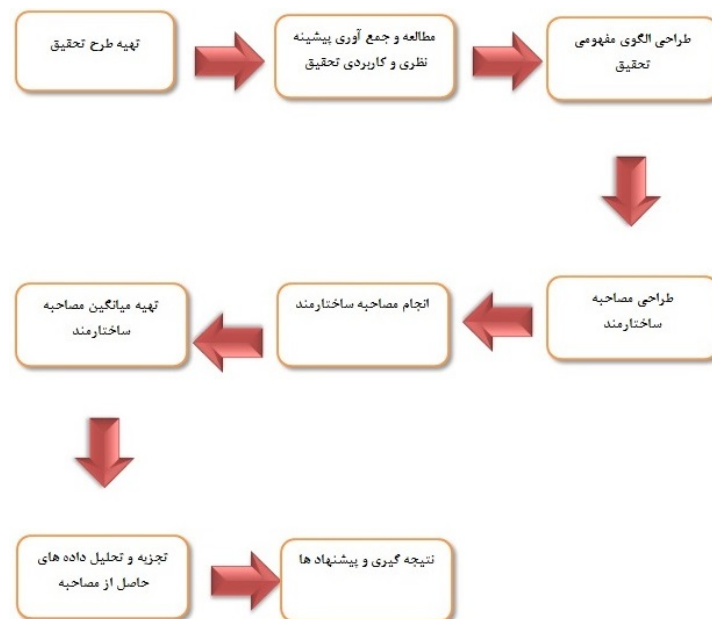 تهیه طرح تحقیق
مطالعه و جمع آوری پیشینه
نظری و کاربردی تحقیق
طراحی الگوی مفهومی
تحقیق
طراحی مصاحبه
ساختارمند
انجام مصاحبه ساختارمند
تهیه میانگین مصاحبه
ساختارمند
تجزیه و تحلیل داده های
حاصل از مصاحبه
نتیجه گیری و پیشنهاد ها